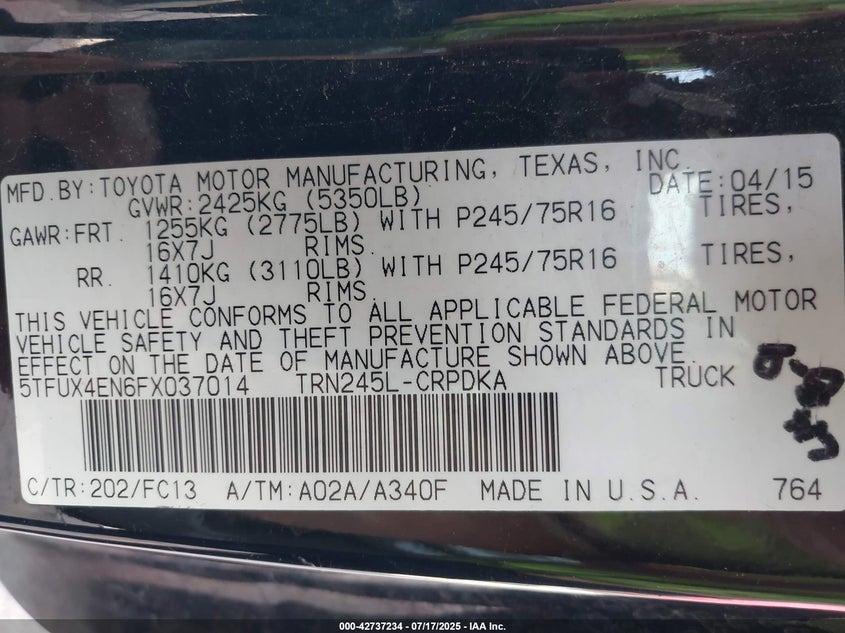 MFD.BY:TOYOTA MOTOR MANUFACTURING, TEXAS, INC.
GVWR:2425KG (5350LB) DATE:04/15
GAWR:FRT. 1255KG (2775LB) WITH P245/75R16 TIRES,
16X7J RIMS
RR. 1410KG (3110LB) WITH P245/75R16 TIRES,
16X7J RIMS.
THIS VEHICLE CONFORMS TO ALL APPLICABLE FEDERAL MOTOR
VEHICLE SAFETY AND THEFT PREVENTION STANDARDS IN
EFFECT ON THE DATE OF MANUFACTURE SHOWN ABOVE.
5TFUX4EN6FX037014 TRN245L-CRPDKA TRUCK
C/TR:202/FC13 A/TM:A02A/A340F MADE IN U.S.A. 764
000-42737234 - 07/17/2025 - IAA Inc.